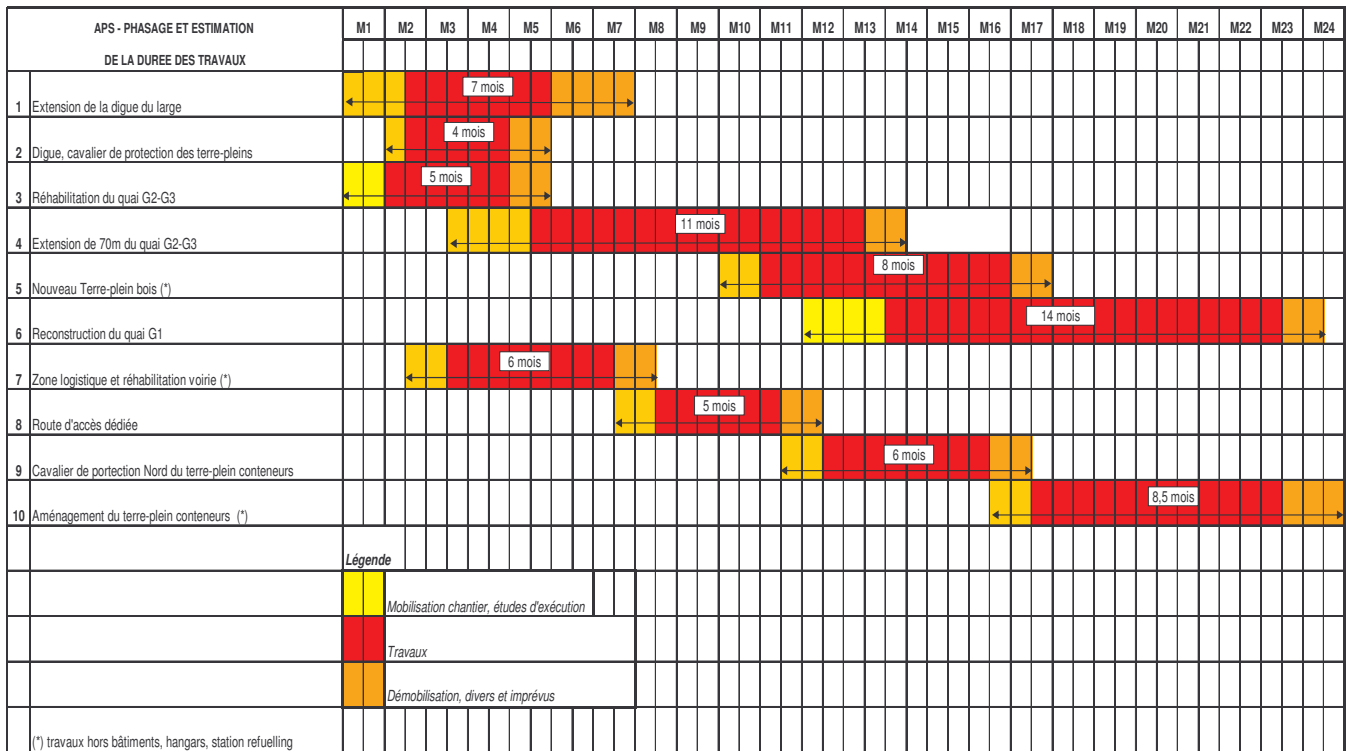 APS - PHASAGE ET ESTIMATION M1 M2 M3 M4 M5 M6 M7 M8 M9 M10 M11 M12 M13 M14 M15 M16 M17 M18 M19 M20 M21 M22 M23 M24
DE LA DUREE DES TRAVAUX
7 mois
1 Extension de la digue du large
4 mois
2 Digue, cavalier de protection des terre-pleins
5 mois
3 Réhabilitation du quai G2-G3
11 mois
4 Extension de 70m du quai G2-G3
8 mois
5 Nouveau Terre-plein bois (*)
14 mois
6 Reconstruction du quai G1
6 mois
7 Zone logistique et réhabilitation voirie (*)
5 mois
8 Route d'accès dédiée
6 mois
9 Cavalier de portection Nord du terre-plein conteneurs
8,5 mois
10 Aménagement du terre-plein conteneurs (*)
Légende
Mobilisation chantier, études d'exécution
Travaux
Démobilisation, divers et imprévus
(*) travaux hors bâtiments, hangars, station refuelling